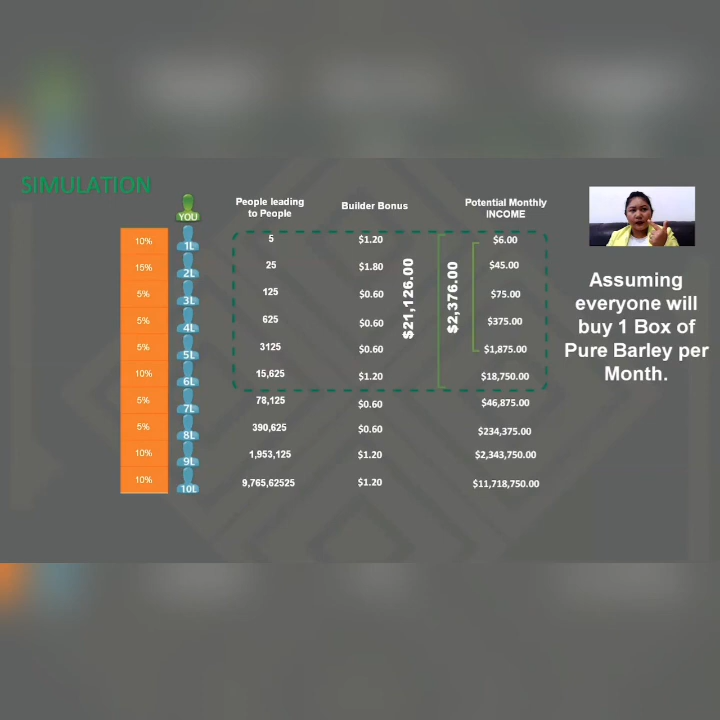 SIMULATION
People leading to People Builder Bonus Potential Monthly INCOME
YOU
10% 1L 5 $1.20 $6.00
15% 2L 25 $1.80 $45.00
5% 3L 125 $0.60 $75.00
5% 4L 625 $0.60 $375.00
5% 5L 3125 $0.60 $1,875.00
10% 6L 15,625 $1.20 $18,750.00
5% 7L 78,125 $0.60 $46,875.00
5% 8L 390,625 $0.60 $234,375.00
10% 9L 1,953,125 $1.20 $2,343,750.00
10% 10L 9,765,62525 $1.20 $11,718,750.00
$21,126.00
$2,376.00
Assuming
everyone will
buy 1 Box of
Pure Barley per
Month.